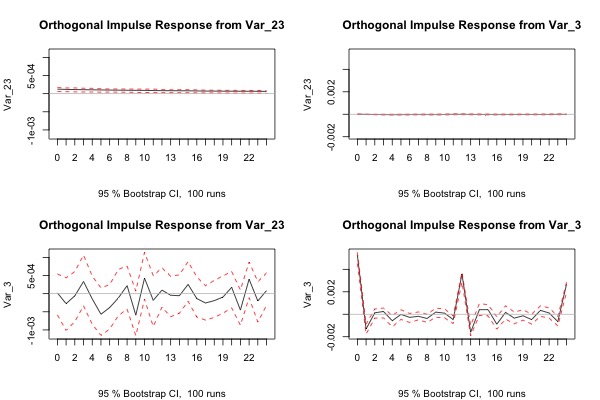 Orthogonal Impulse Response from Var_23
Var_23
5e-04
-1e-03
0 2 4 6 8 10 13 16 19 22
95 % Bootstrap CI, 100 runs
Orthogonal Impulse Response from Var_3
Var_23
0.002
-0.002
0 2 4 6 8 10 13 16 19 22
95 % Bootstrap CI, 100 runs
Orthogonal Impulse Response from Var_23
Var_3
5e-04
-1e-03
0 2 4 6 8 10 13 16 19 22
95 % Bootstrap CI, 100 runs
Orthogonal Impulse Response from Var_3
Var_3
0.002
-0.002
0 2 4 6 8 10 13 16 19 22
95 % Bootstrap CI, 100 runs